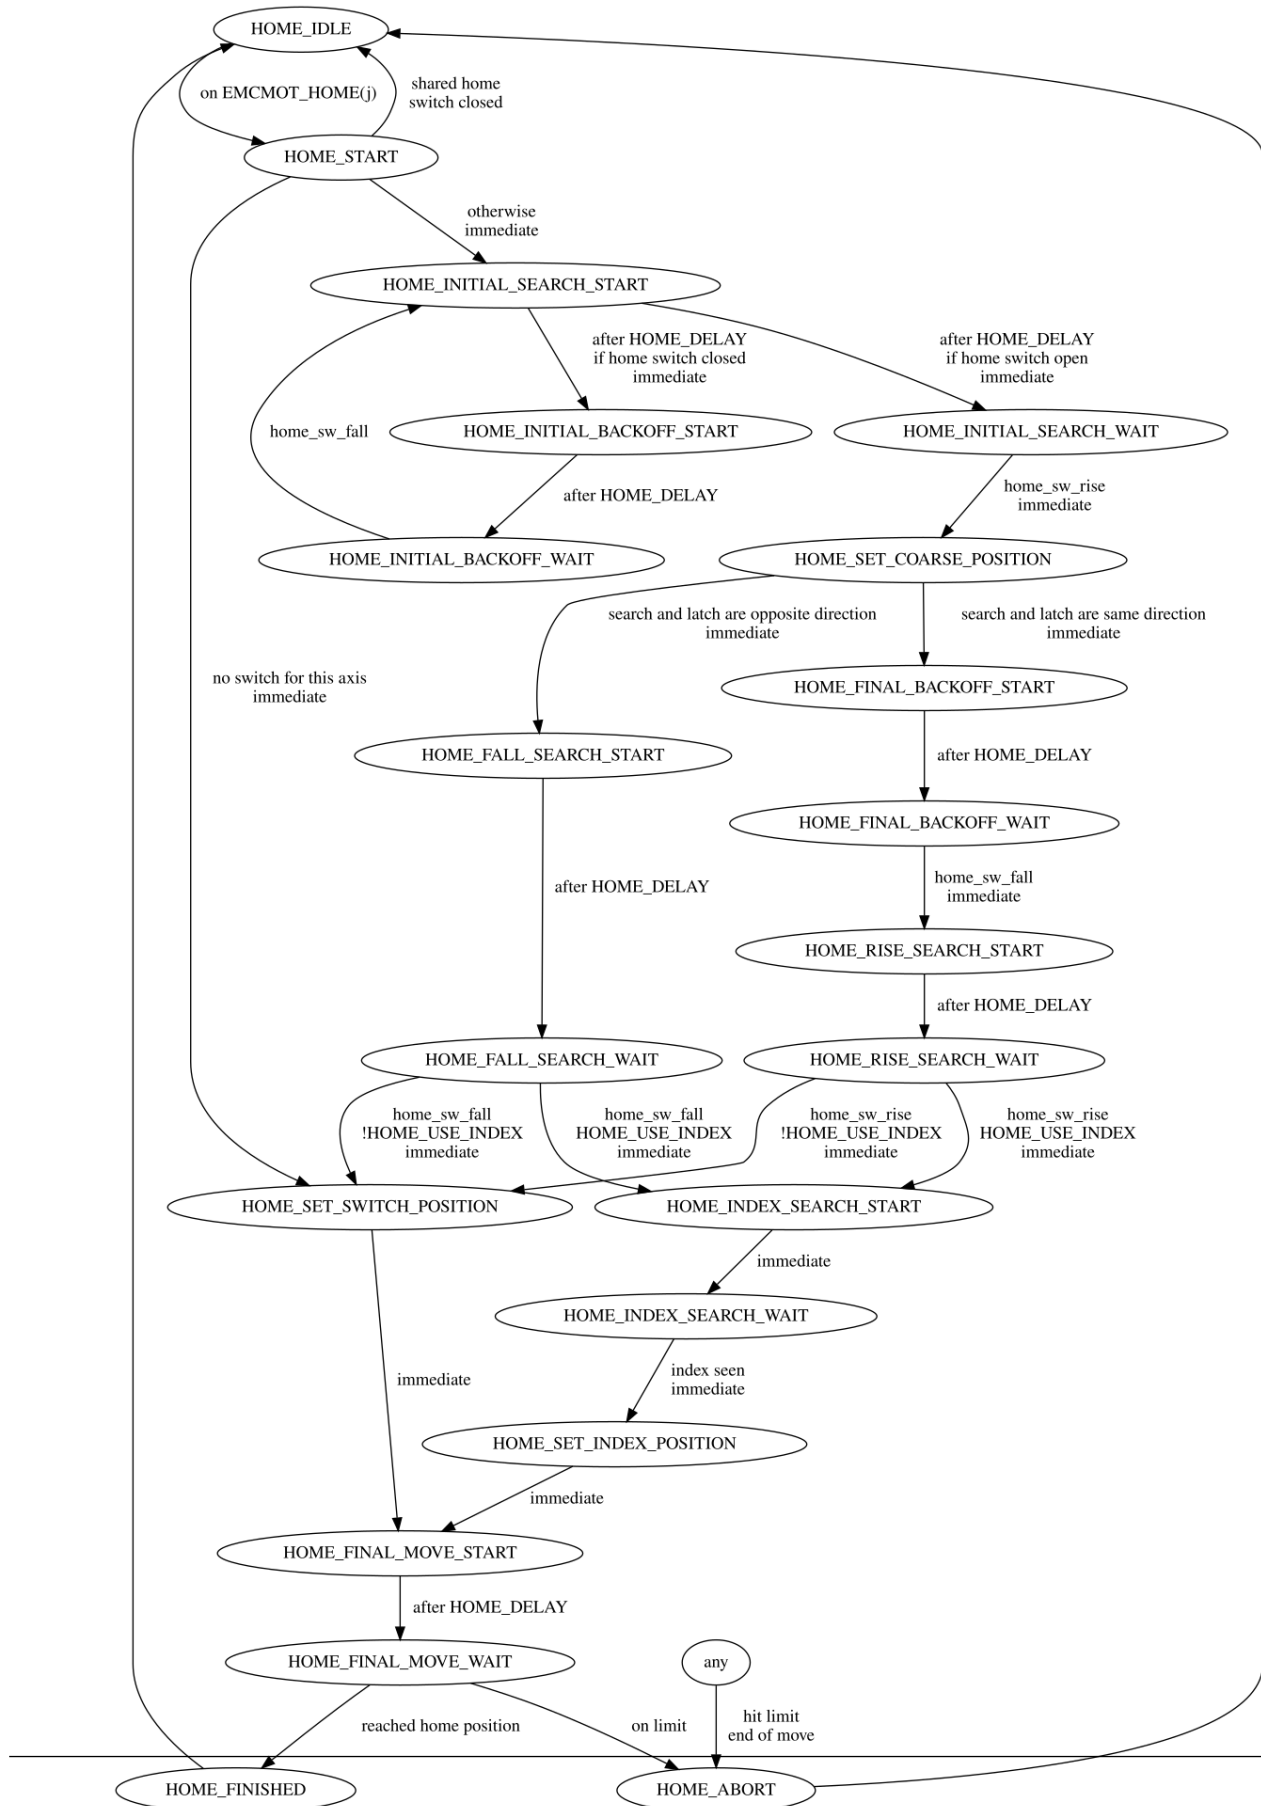 HOME_IDLE
on EMCMOT_HOME(j)
shared home
switch closed
HOME_START
otherwise
immediate
HOME_INITIAL_SEARCH_START
after HOME_DELAY
if home switch closed
immediate
after HOME_DELAY
if home switch open
immediate
home_sw_fall
HOME_INITIAL_BACKOFF_START
HOME_INITIAL_SEARCH_WAIT
after HOME_DELAY
home_sw_rise
immediate
HOME_INITIAL_BACKOFF_WAIT
HOME_SET_COARSE_POSITION
search and latch are opposite direction
immediate
search and latch are same direction
immediate
no switch for this axis
immediate
HOME_FINAL_BACKOFF_START
HOME_FALL_SEARCH_START
after HOME_DELAY
HOME_FINAL_BACKOFF_WAIT
after HOME_DELAY
home_sw_fall
immediate
HOME_RISE_SEARCH_START
after HOME_DELAY
HOME_FALL_SEARCH_WAIT
HOME_RISE_SEARCH_WAIT
home_sw_fall
!HOME_USE_INDEX
immediate
home_sw_fall
HOME_USE_INDEX
immediate
home_sw_rise
!HOME_USE_INDEX
immediate
home_sw_rise
HOME_USE_INDEX
immediate
HOME_SET_SWITCH_POSITION
HOME_INDEX_SEARCH_START
immediate
HOME_INDEX_SEARCH_WAIT
immediate
index seen
immediate
HOME_SET_INDEX_POSITION
immediate
HOME_FINAL_MOVE_START
after HOME_DELAY
HOME_FINAL_MOVE_WAIT
any
reached home position
on limit
hit limit
end of move
HOME_FINISHED
HOME_ABORT